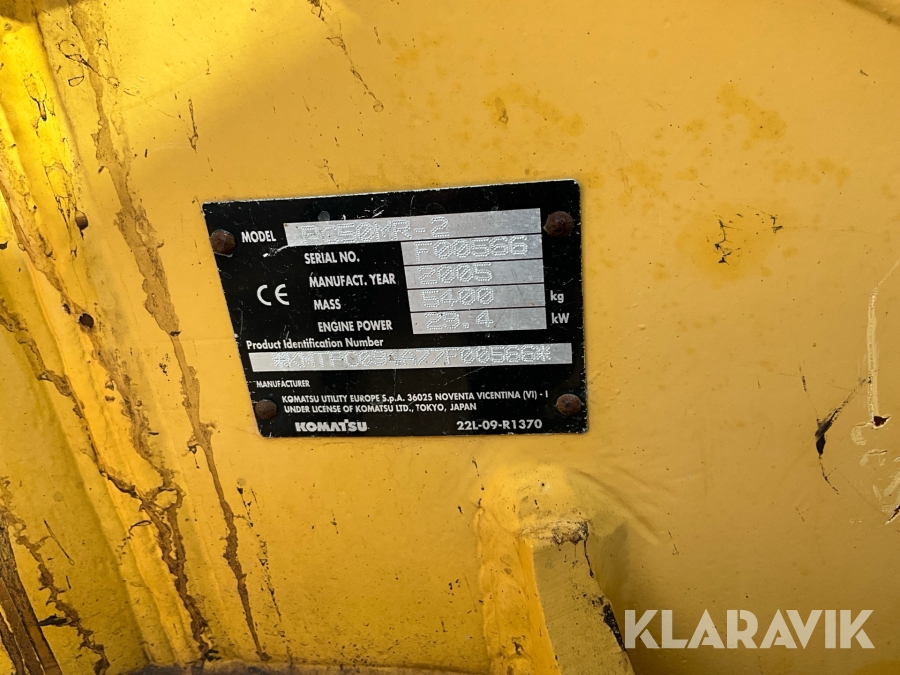 MODEL PC50MR-2
SERIAL NO. F00566
MANUFACT. YEAR 2005
MASS 5400 kg
CE
ENGINE POWER 29.4 kW
Product Identification Number
MANUFACTURER
KOMATSU UTILITY EUROPE S.p.A. 36025 NOVENTA VICENTINA (VI) - I
UNDER LICENSE OF KOMATSU LTD., TOKYO, JAPAN
KOMATSU 22L-09-R1370
KLARAVIK